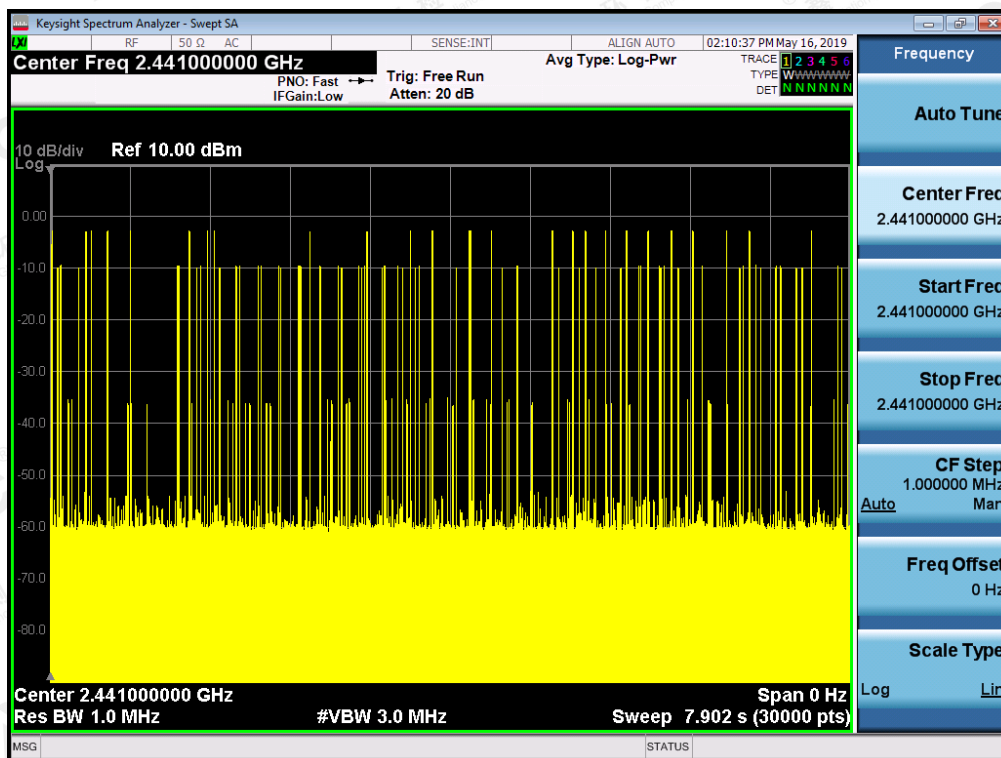 Keysight Spectrum Analyzer - Swept SA
LXI RF 50 Ω AC SENSE:INT ALIGN AUTO 02:10:37 PM May 16, 2019
Center Freq 2.441000000 GHz
PNO: Fast
IFGain:Low
Trig: Free Run
Atten: 20 dB
Avg Type: Log-Pwr
TRACE 1 2 3 4 5 6
TYPE WWWWWW
DET N N N N N N
10 dB/div
Log
Ref 10.00 dBm
0.00
-10.0
-20.0
-30.0
-40.0
-50.0
-60.0
-70.0
-80.0
Center 2.441000000 GHz
Span 0 Hz
Res BW 1.0 MHz
#VBW 3.0 MHz
Sweep 7.902 s (30000 pts)
MSG
STATUS
Frequency
Auto Tune
Center Freq
2.441000000 GHz
Start Freq
2.441000000 GHz
Stop Freq
2.441000000 GHz
CF Step
1.000000 MHz
Auto Man
Freq Offset
0 Hz
Scale Type
Log Lin